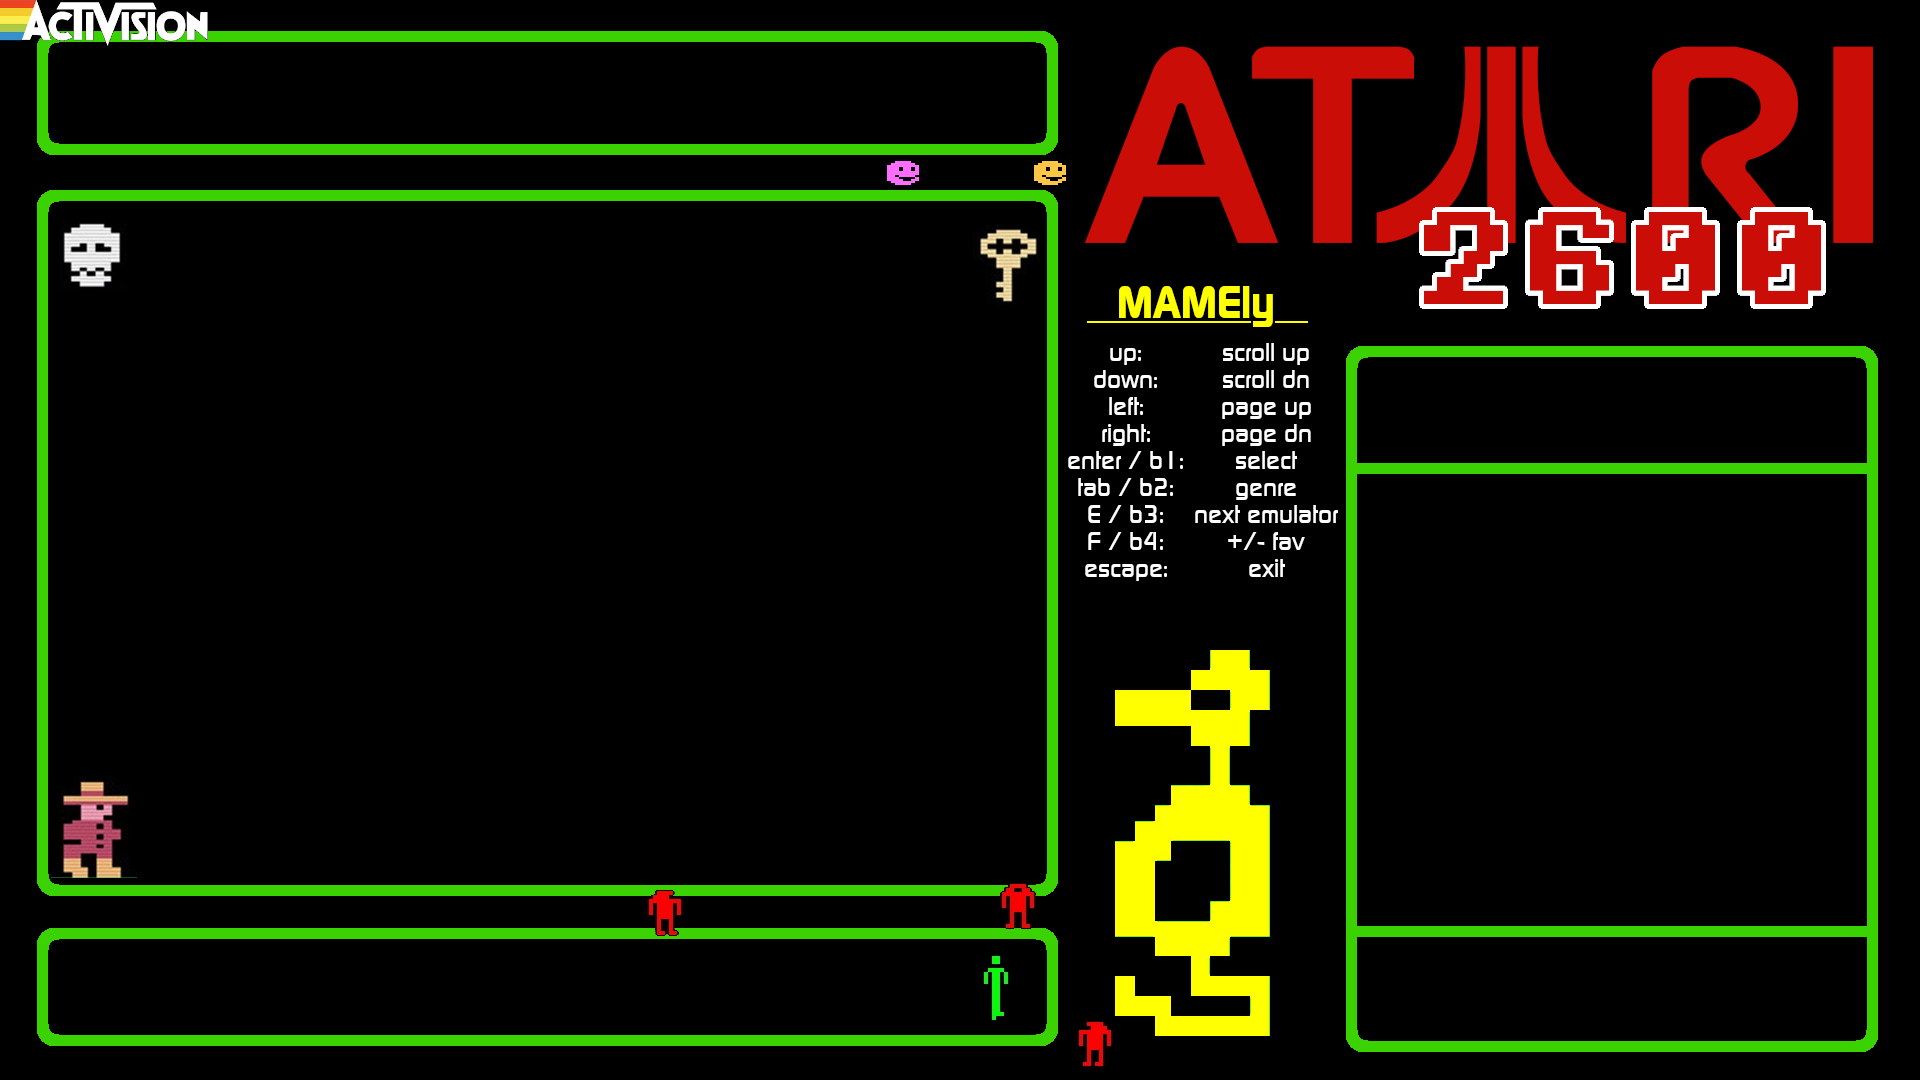 ACTIVISION
ATARI
2600
MAMEly
up: scroll up
down: scroll dn
left: page up
right: page dn
enter / b1: select
tab / b2: genre
E / b3: next emulator
F / b4: +/- fav
escape: exit